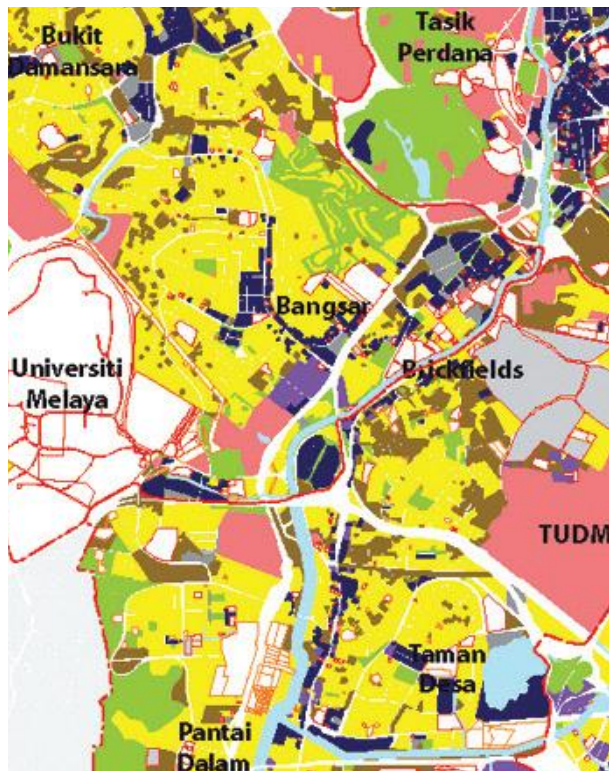 Bukit
Damansara
Tasik
Perdana
Bangsar
Universiti
Melaya
Brickfields
TUDM
Taman
Desa
Pantai
Dalam